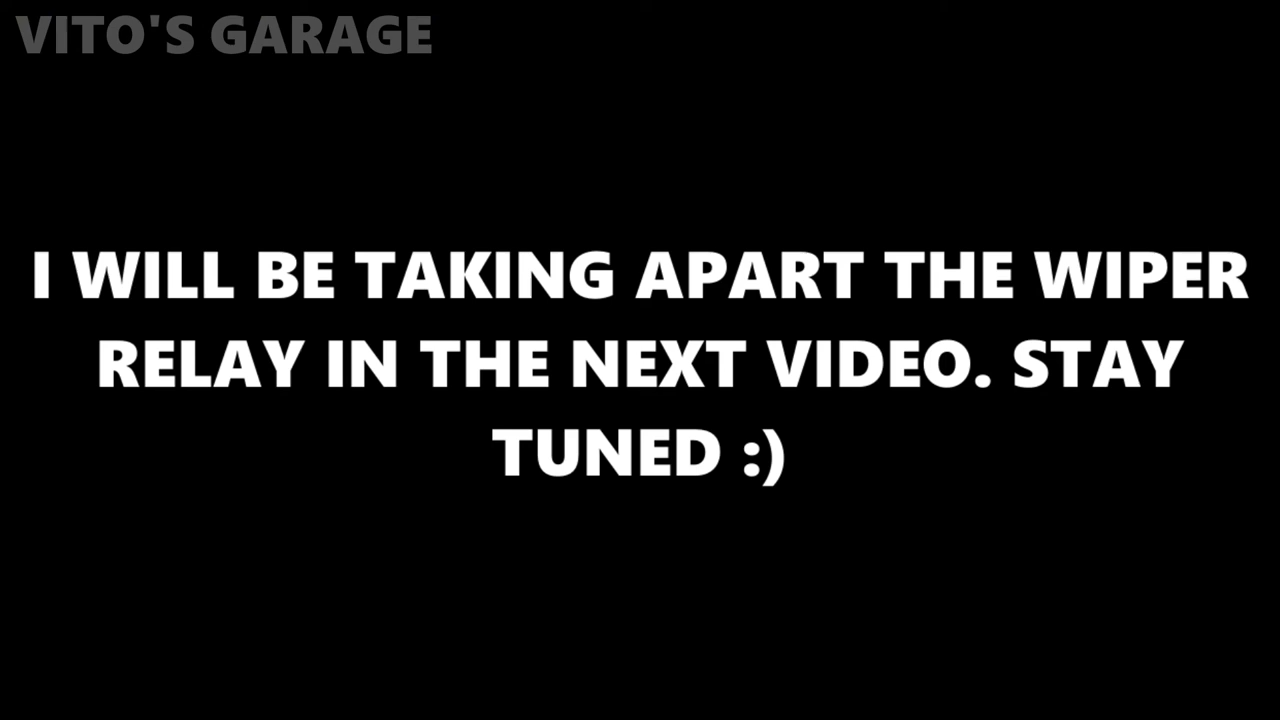 VITO'S GARAGE
I WILL BE TAKING APART THE WIPER
RELAY IN THE NEXT VIDEO. STAY
TUNED :)